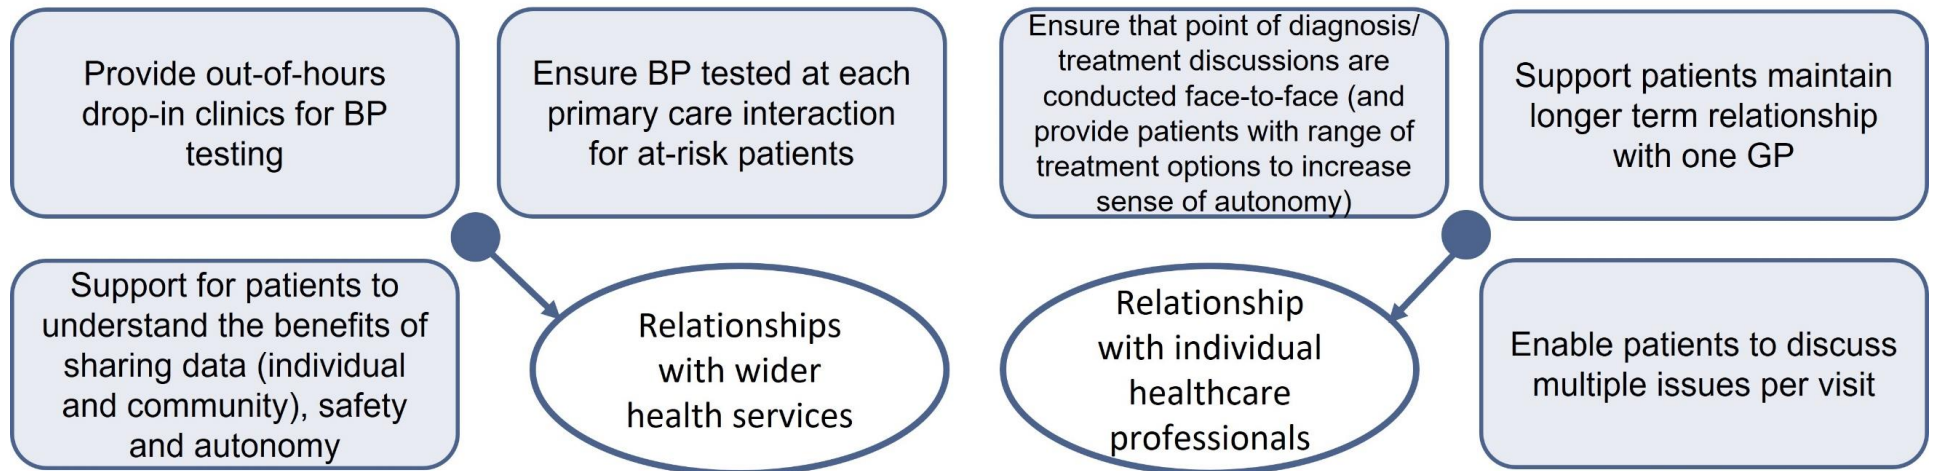 Provide out-of-hours
drop-in clinics for BP
testing
Ensure BP tested at each
primary care interaction
for at-risk patients
Ensure that point of diagnosis/
treatment discussions are
conducted face-to-face (and
provide patients with range of
treatment options to increase
sense of autonomy)
Support patients maintain
longer term relationship
with one GP
Support for patients to
understand the benefits of
sharing data (individual
and community), safety
and autonomy
Relationships
with wider
health services
Relationship
with individual
healthcare
professionals
Enable patients to discuss
multiple issues per visit